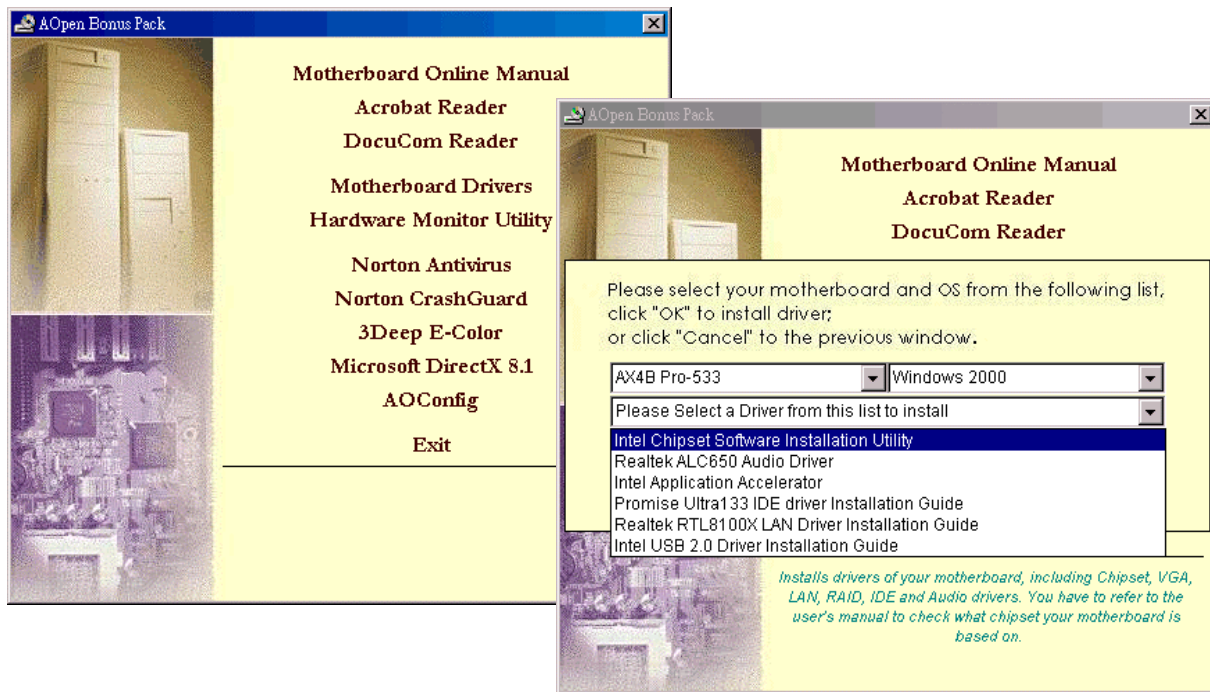 AOpen Bonus Pack
Motherboard Online Manual
Acrobat Reader
DocuCom Reader
Motherboard Drivers
Hardware Monitor Utility
Norton Antivirus
Norton CrashGuard
3Deep E-Color
Microsoft DirectX 8.1
AOConfig
Exit
AOpen Bonus Pack
Motherboard Online Manual
Acrobat Reader
DocuCom Reader
Please select your motherboard and OS from the following list,
click "OK" to install driver;
or click "Cancel" to the previous window.
AX4B Pro-533
Windows 2000
Please Select a Driver from this list to install
Intel Chipset Software Installation Utility
Realtek ALC650 Audio Driver
Intel Application Accelerator
Promise Ultra133 IDE driver Installation Guide
Realtek RTL8100X LAN Driver Installation Guide
Intel USB 2.0 Driver Installation Guide
Installs drivers of your motherboard, including Chipset, VGA,
LAN, RAID, IDE and Audio drivers. You have to refer to the
user's manual to check what chipset your motherboard is
based on.